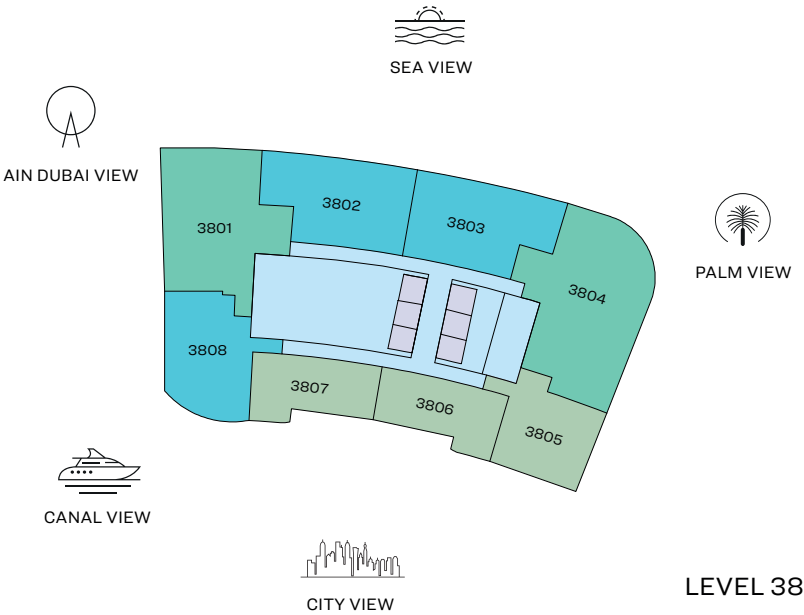 SEA VIEW
AIN DUBAI VIEW
3801
3802
3803
3804
PALM VIEW
3808
3807
3806
3805
CANAL VIEW
CITY VIEW
LEVEL 38